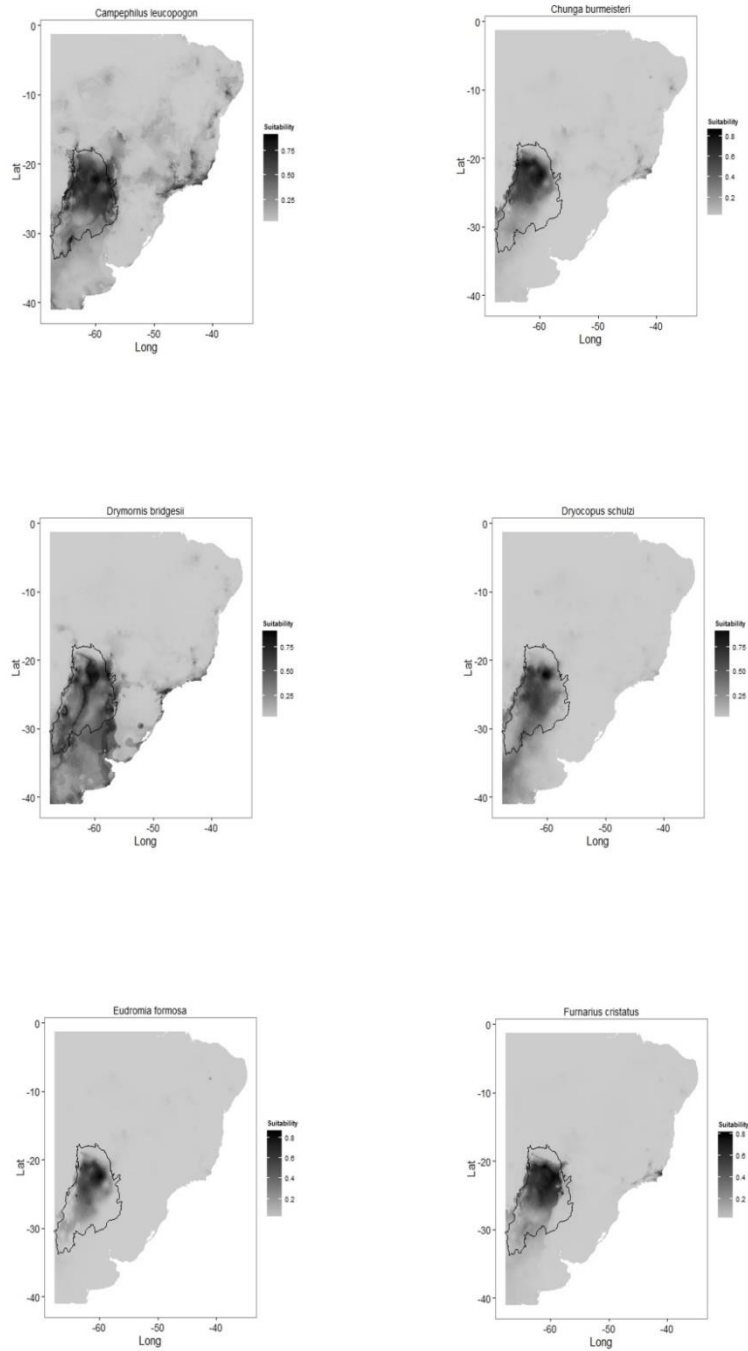 Campephilus leucopogon
0
-10
-20
-30
-40
Lat
-60 -50 -40
Long
Suitability
0.75
0.50
0.25
Chunga burmeisteri
0
-10
-20
-30
-40
Lat
-60 -50 -40
Long
Suitability
0.8
0.6
0.4
0.2
Drymornis bridgesii
0
-10
-20
-30
-40
Lat
-60 -50 -40
Long
Suitability
0.75
0.50
0.25
Dryocopus schulzi
0
-10
-20
-30
-40
Lat
-60 -50 -40
Long
Suitability
0.75
0.50
0.25
Eudromia formosa
0
-10
-20
-30
-40
Lat
-60 -50 -40
Long
Suitability
0.8
0.6
0.4
0.2
Furnarius cristatus
0
-10
-20
-30
-40
Lat
-60 -50 -40
Long
Suitability
0.8
0.6
0.4
0.2